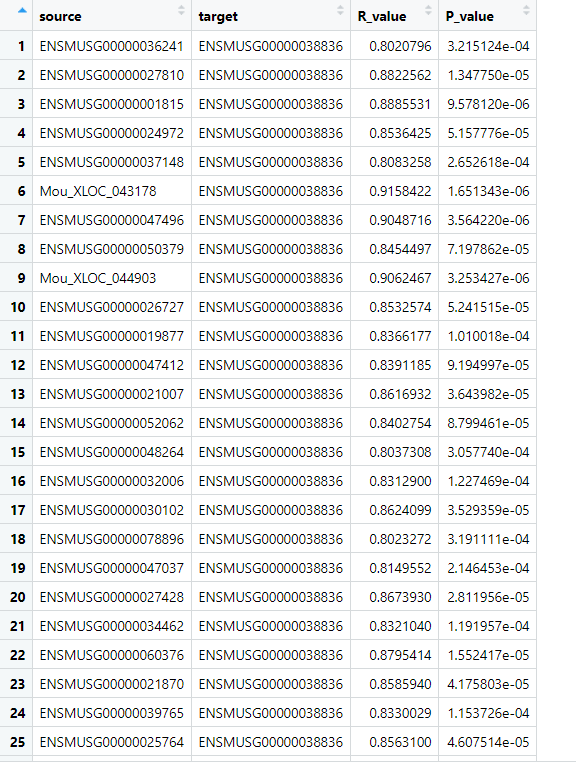 source target R_value P_value
1 ENSMUSG00000036241 ENSMUSG00000038836 0.8020796 3.215124e-04
2 ENSMUSG00000027810 ENSMUSG00000038836 0.8822562 1.347750e-05
3 ENSMUSG00000001815 ENSMUSG00000038836 0.8885531 9.578120e-06
4 ENSMUSG00000024972 ENSMUSG00000038836 0.8536425 5.157776e-05
5 ENSMUSG00000037148 ENSMUSG00000038836 0.8083258 2.652618e-04
6 Mou_XLOC_043178 ENSMUSG00000038836 0.9158422 1.651343e-06
7 ENSMUSG00000047496 ENSMUSG00000038836 0.9048716 3.564220e-06
8 ENSMUSG00000050379 ENSMUSG00000038836 0.8454497 7.197862e-05
9 Mou_XLOC_044903 ENSMUSG00000038836 0.9062467 3.253427e-06
10 ENSMUSG00000026727 ENSMUSG00000038836 0.8532574 5.241515e-05
11 ENSMUSG00000019877 ENSMUSG00000038836 0.8366177 1.010018e-04
12 ENSMUSG00000047412 ENSMUSG00000038836 0.8391185 9.194997e-05
13 ENSMUSG00000021007 ENSMUSG00000038836 0.8616932 3.643982e-05
14 ENSMUSG00000052062 ENSMUSG00000038836 0.8402754 8.799461e-05
15 ENSMUSG00000048264 ENSMUSG00000038836 0.8037308 3.057740e-04
16 ENSMUSG00000032006 ENSMUSG00000038836 0.8312900 1.227469e-04
17 ENSMUSG00000030102 ENSMUSG00000038836 0.8624099 3.529359e-05
18 ENSMUSG00000078896 ENSMUSG00000038836 0.8023272 3.191111e-04
19 ENSMUSG00000047037 ENSMUSG00000038836 0.8149552 2.146453e-04
20 ENSMUSG00000027428 ENSMUSG00000038836 0.8673930 2.811956e-05
21 ENSMUSG00000034462 ENSMUSG00000038836 0.8321040 1.191957e-04
22 ENSMUSG00000060376 ENSMUSG00000038836 0.8795414 1.552417e-05
23 ENSMUSG00000021870 ENSMUSG00000038836 0.8585940 4.175803e-05
24 ENSMUSG00000039765 ENSMUSG00000038836 0.8330029 1.153726e-04
25 ENSMUSG00000025764 ENSMUSG00000038836 0.8563100 4.607514e-05